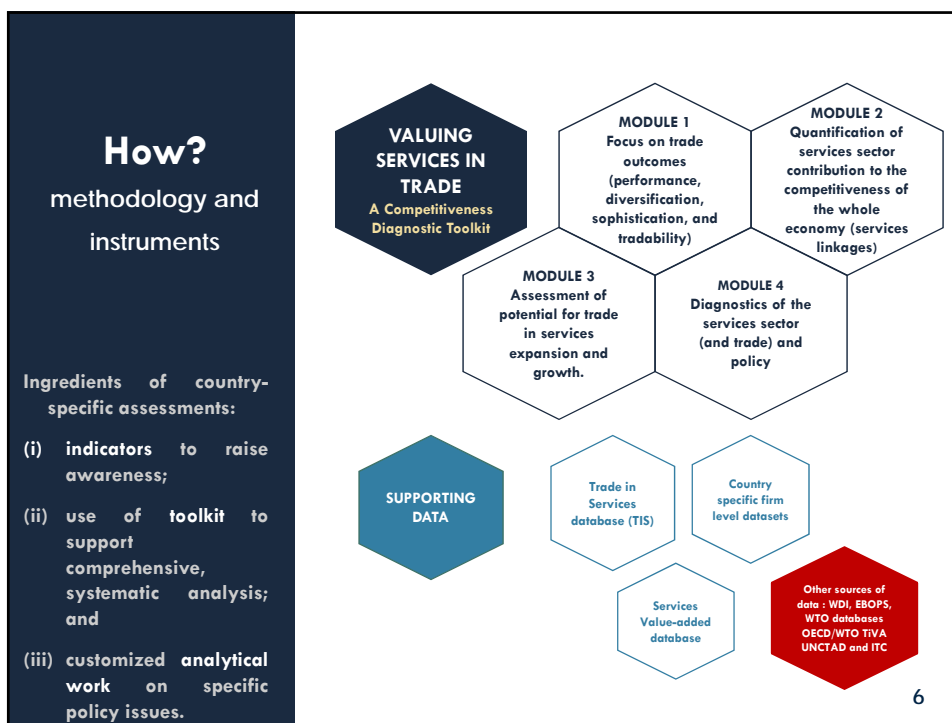 How?
methodology and
instruments
Ingredients of country-
specific assessments:
(i) indicators to raise
awareness;
(ii) use of toolkit to
support
comprehensive,
systematic analysis;
and
(iii) customized analytical
work on specific
policy issues.
VALUING
SERVICES IN
TRADE
A Competitiveness
Diagnostic Toolkit
MODULE 1
Focus on trade
outcomes
(performance,
diversification,
sophistication, and
tradability)
MODULE 2
Quantification of
services sector
contribution to the
competitiveness of
the whole
economy (services
linkages)
MODULE 3
Assessment of
potential for trade
in services
expansion and
growth.
MODULE 4
Diagnostics of the
services sector
(and trade) and
policy
SUPPORTING
DATA
Trade in
Services
database (TIS)
Country
specific firm
level datasets
Services
Value-added
database
Other sources of
data : WDI, EBOPS,
WTO databases
OECD/WTO TiVA
UNCTAD and ITC
6